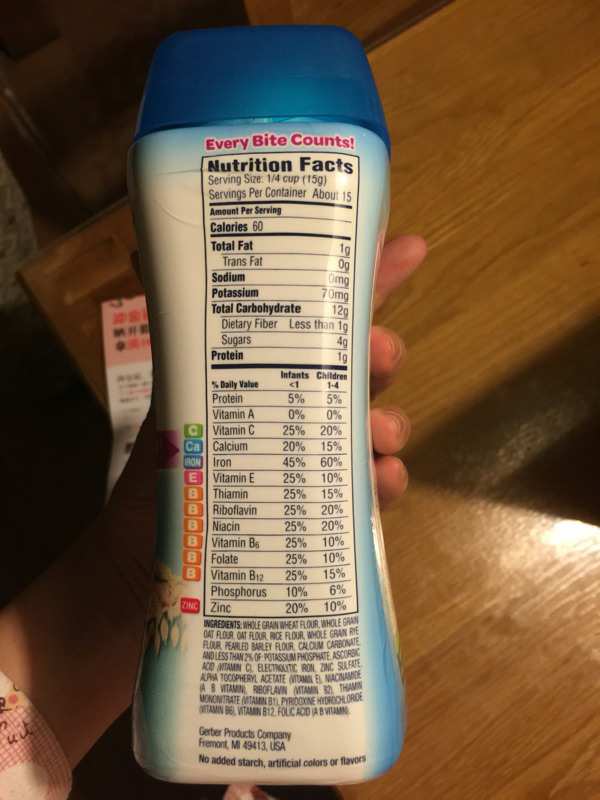 Every Bite Counts!
Nutrition Facts
Serving Size: 1/4 cup (15g)
Servings Per Container About 15
Amount Per Serving
Calories 60
Total Fat 1g
Trans Fat 0g
Sodium 0mg
Potassium 70mg
Total Carbohydrate 12g
Dietary Fiber Less than 1g
Sugars 4g
Protein 1g
Infants Children
% Daily Value <1 1-4
Protein 5% 5%
Vitamin A 0% 0%
C Vitamin C 25% 20%
Ca Calcium 20% 15%
IRON Iron 45% 60%
E Vitamin E 25% 10%
B Thiamin 25% 15%
B Riboflavin 25% 20%
B Niacin 25% 20%
B Vitamin B6 25% 10%
B Folate 25% 10%
B Vitamin B12 25% 15%
Phosphorus 10% 6%
ZINC Zinc 20% 10%
INGREDIENTS: WHOLE GRAIN WHEAT FLOUR, WHOLE GRAIN
OAT FLOUR, OAT FLOUR, RICE FLOUR, WHOLE GRAIN RYE
FLOUR, PEARLED BARLEY FLOUR, CALCIUM CARBONATE,
AND LESS THAN 2% OF: POTASSIUM PHOSPHATE, ASCORBIC
ACID (VITAMIN C), ELECTROLYTIC IRON, ZINC SULFATE,
ALPHA TOCOPHERYL ACETATE (VITAMIN E), NIACINAMIDE
(A B VITAMIN), RIBOFLAVIN (VITAMIN B2), THIAMIN
MONONITRATE (VITAMIN B1), PYRIDOXINE HYDROCHLORIDE
(VITAMIN B6), VITAMIN B12, FOLIC ACID (A B VITAMIN).
Gerber Products Company
Fremont, MI 49413, USA
No added starch, artificial colors or flavors